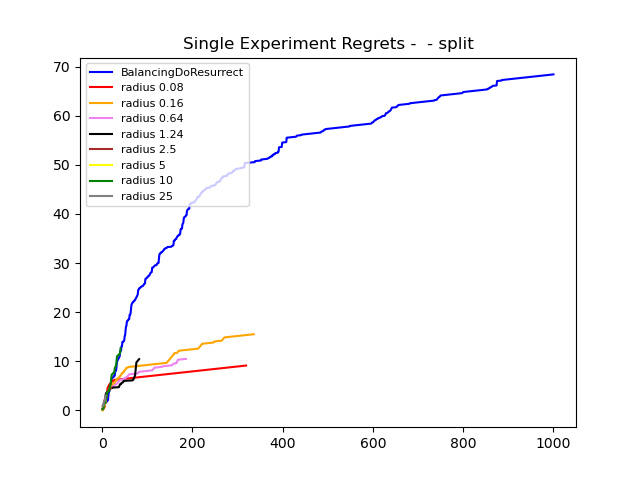 Single Experiment Regrets -  - split
BalancingDoResurrect
radius 0.08
radius 0.16
radius 0.64
radius 1.24
radius 2.5
radius 5
radius 10
radius 25
70
60
50
40
30
20
10
0
0 200 400 600 800 1000